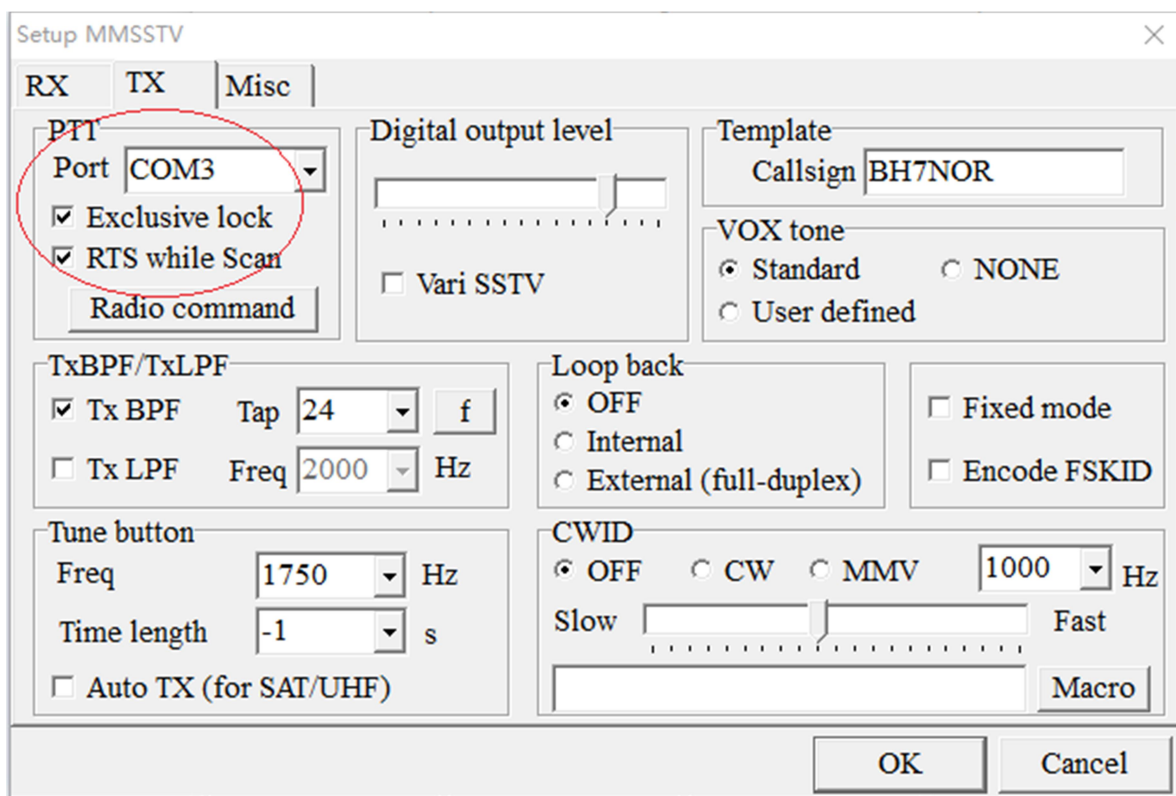 Setup MMSSTV
RX TX Misc
PTT
Port COM3
Exclusive lock
RTS while Scan
Radio command
Digital output level
Vari SSTV
Template
Callsign BH7NOR
VOX tone
Standard NONE
User defined
TxBPF/TxLPF
Tx BPF Tap 24 f
Tx LPF Freq 2000 Hz
Loop back
OFF
Internal
External (full-duplex)
Fixed mode
Encode FSKID
Tune button
Freq 1750 Hz
Time length -1 s
Auto TX (for SAT/UHF)
CWID
OFF CW MMV 1000 Hz
Slow Fast
Macro
OK Cancel